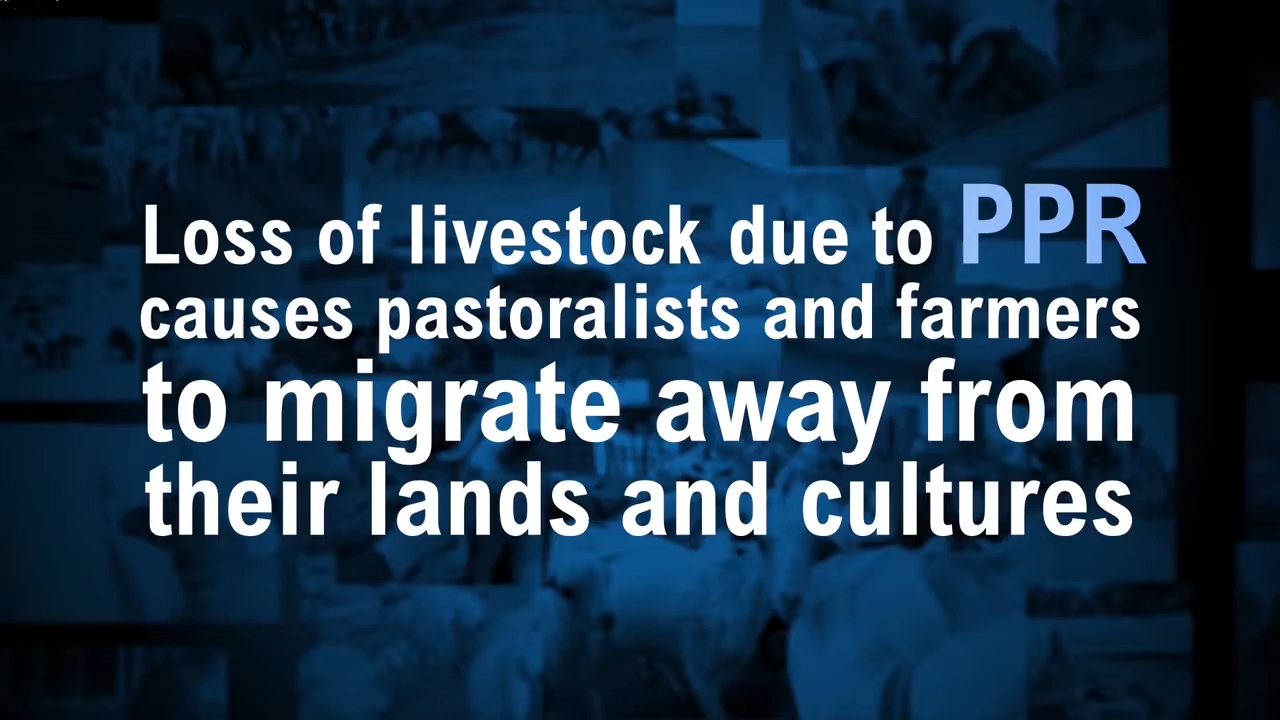 Loss of livestock due to PPR
causes pastoralists and farmers
to migrate away from
their lands and cultures